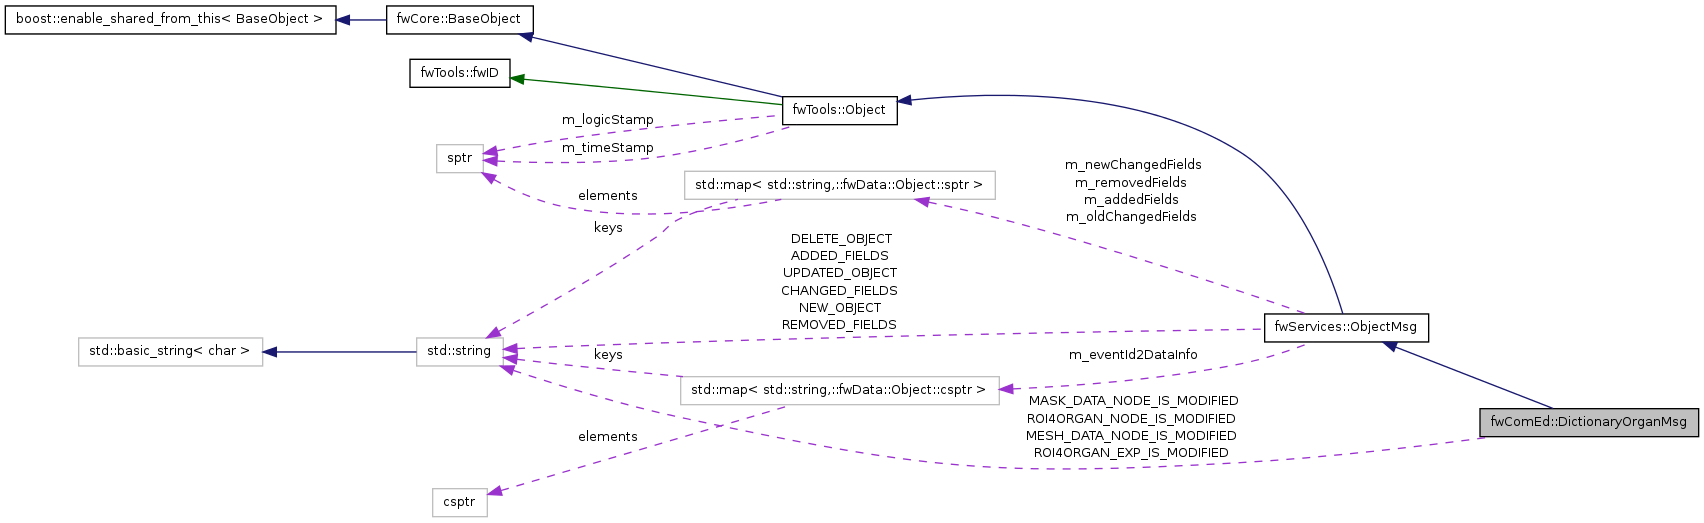 boost::enable_shared_from_this< BaseObject >
fwCore::BaseObject
fwTools::fwID
fwTools::Object
m_logicStamp
m_timeStamp
sptr
elements
keys
std::map< std::string,::fwData::Object::sptr >
m_newChangedFields
m_removedFields
m_addedFields
m_oldChangedFields
DELETE_OBJECT
ADDED_FIELDS
UPDATED_OBJECT
CHANGED_FIELDS
NEW_OBJECT
REMOVED_FIELDS
fwServices::ObjectMsg
std::basic_string< char >
std::string
keys
m_eventId2DataInfo
std::map< std::string,::fwData::Object::csptr >
MASK_DATA_NODE_IS_MODIFIED
ROI4ORGAN_NODE_IS_MODIFIED
MESH_DATA_NODE_IS_MODIFIED
ROI4ORGAN_EXP_IS_MODIFIED
fwComEd::DictionaryOrganMsg
elements
csptr